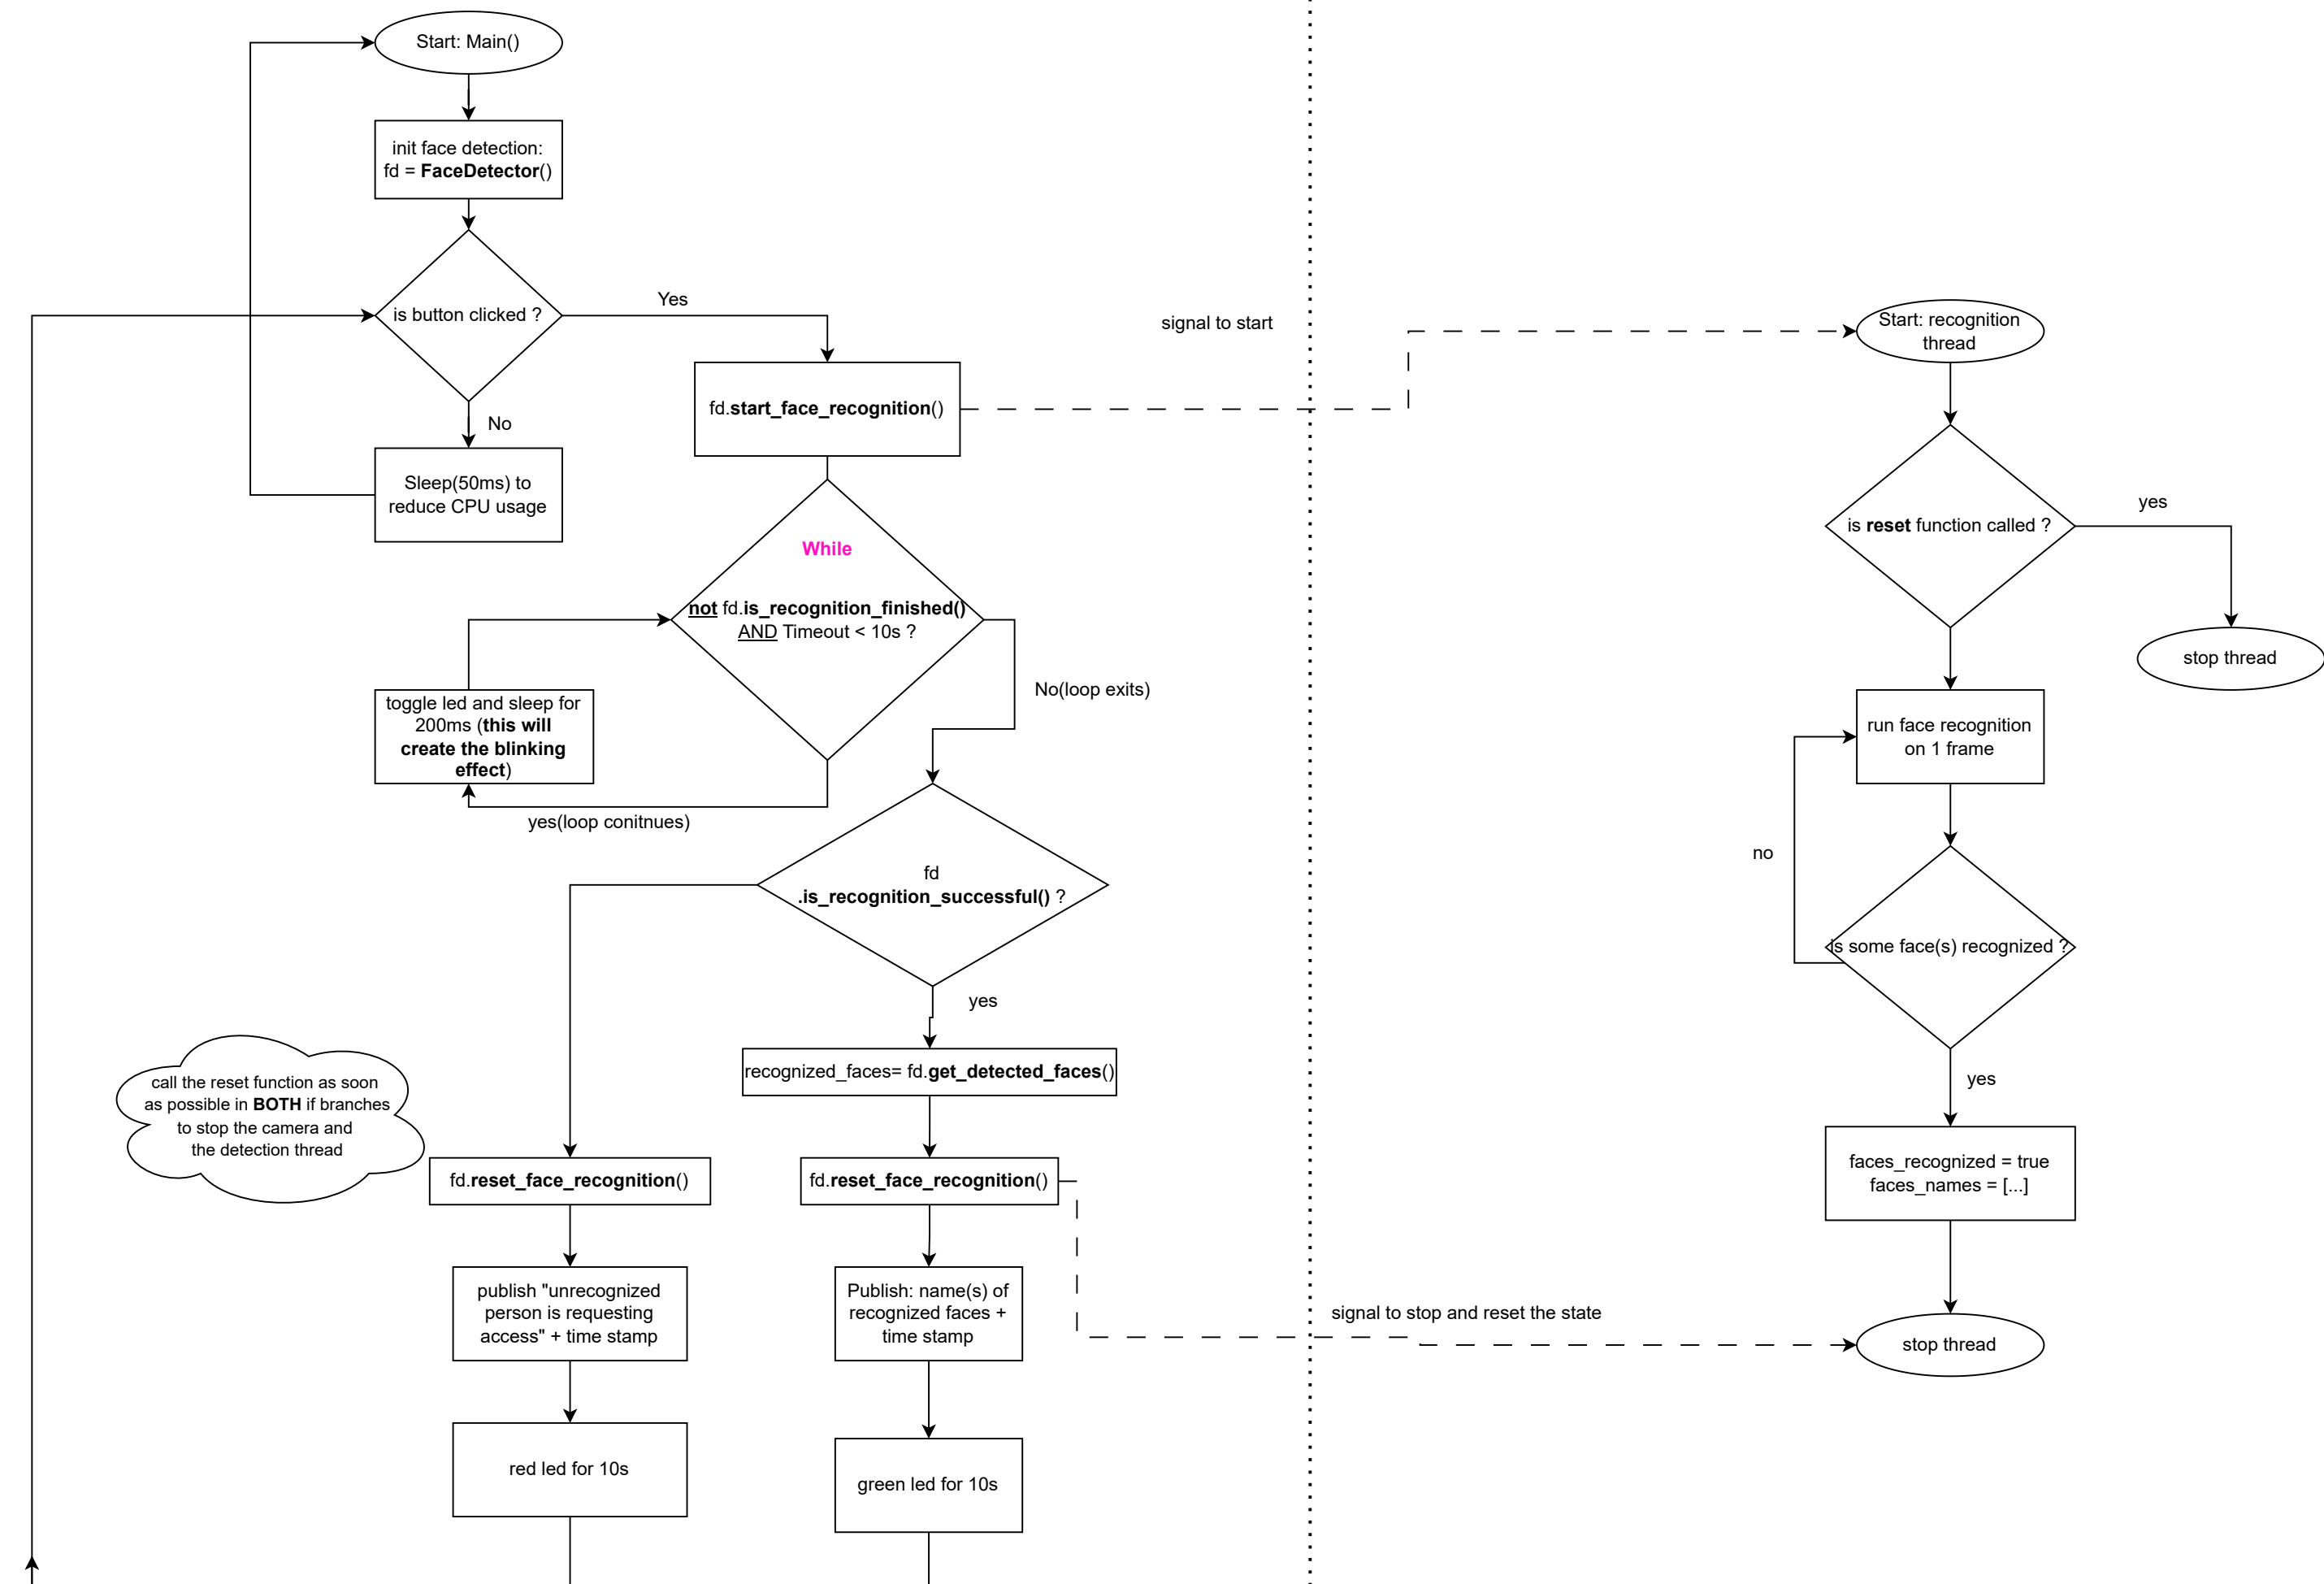 Start: Main()
init face detection:
fd = FaceDetector()
is button clicked ?
Yes
No
Sleep(50ms) to
reduce CPU usage
fd.start_face_recognition()
signal to start
While
not fd.is_recognition_finished()
AND Timeout < 10s ?
No(loop exits)
toggle led and sleep for
200ms (this will
create the blinking
effect)
yes(loop conitnues)
fd
.is_recognition_successful() ?
yes
recognized_faces= fd.get_detected_faces()
call the reset function as soon
as possible in BOTH if branches
to stop the camera and
the detection thread
fd.reset_face_recognition()
fd.reset_face_recognition()
publish "unrecognized
person is requesting
access" + time stamp
Publish: name(s) of
recognized faces +
time stamp
signal to stop and reset the state
red led for 10s
green led for 10s
Start: recognition
thread
is reset function called ?
yes
stop thread
run face recognition
on 1 frame
no
is some face(s) recognized ?
yes
faces_recognized = true
faces_names = [...]
stop thread